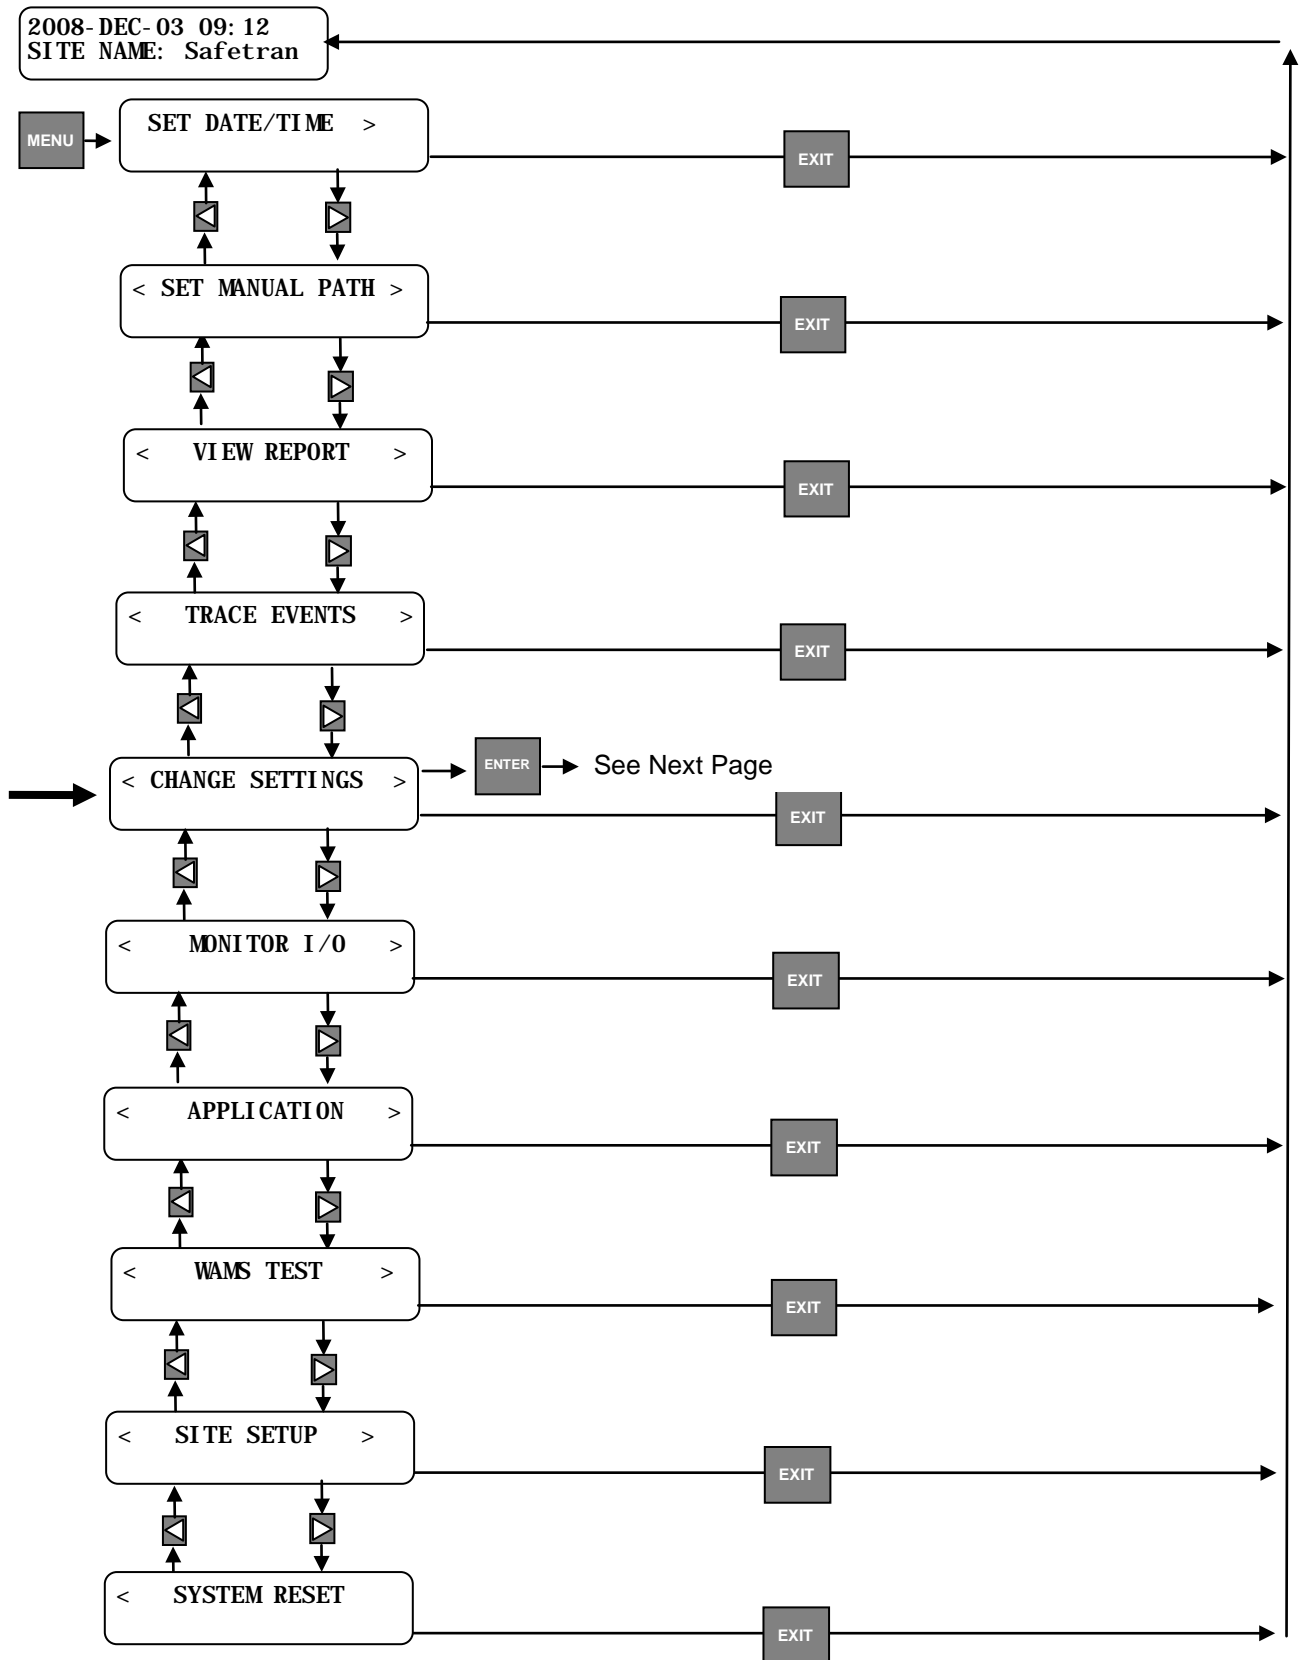 2008-DEC-03 09:12
SITE NAME: Safetran
MENU
SET DATE/TIME >
EXIT
< SET MANUAL PATH >
EXIT
< VIEW REPORT >
EXIT
< TRACE EVENTS >
EXIT
< CHANGE SETTINGS >
ENTER
See Next Page
EXIT
< MONITOR I/O >
EXIT
< APPLICATION >
EXIT
< WAMS TEST >
EXIT
< SITE SETUP >
EXIT
< SYSTEM RESET
EXIT